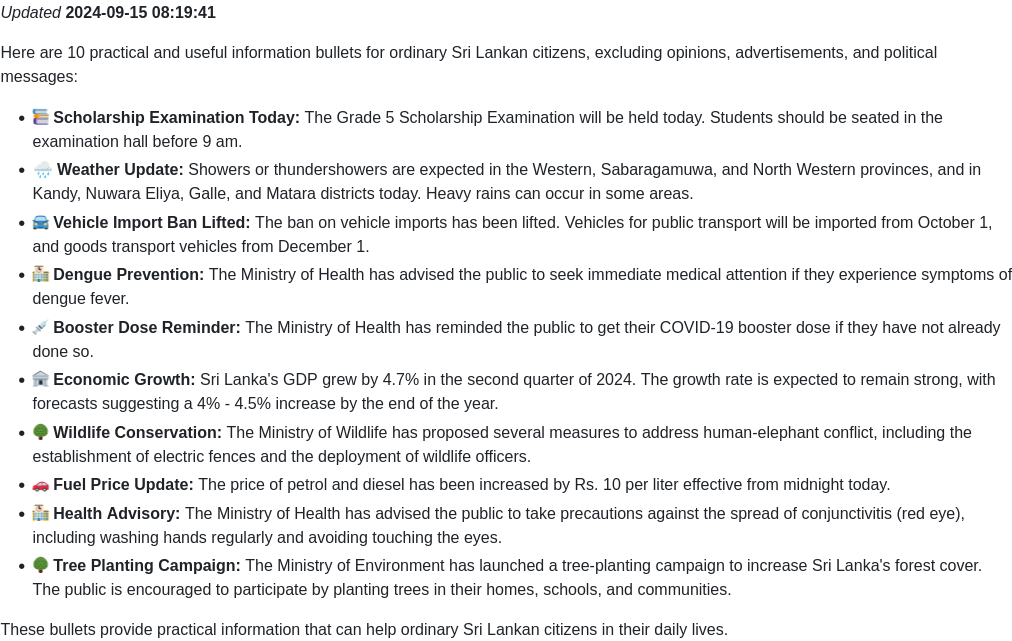 Updated 2024-09-15 08:19:41
Here are 10 practical and useful information bullets for ordinary Sri Lankan citizens, excluding opinions, advertisements, and political
messages:
• 📚 Scholarship Examination Today: The Grade 5 Scholarship Examination will be held today. Students should be seated in the
examination hall before 9 am.
• 🌧️ Weather Update: Showers or thundershowers are expected in the Western, Sabaragamuwa, and North Western provinces, and in
Kandy, Nuwara Eliya, Galle, and Matara districts today. Heavy rains can occur in some areas.
• 🚘 Vehicle Import Ban Lifted: The ban on vehicle imports has been lifted. Vehicles for public transport will be imported from October 1,
and goods transport vehicles from December 1.
• 🏥 Dengue Prevention: The Ministry of Health has advised the public to seek immediate medical attention if they experience symptoms of
dengue fever.
• 💉 Booster Dose Reminder: The Ministry of Health has reminded the public to get their COVID-19 booster dose if they have not already
done so.
• 🏛️ Economic Growth: Sri Lanka's GDP grew by 4.7% in the second quarter of 2024. The growth rate is expected to remain strong, with
forecasts suggesting a 4% - 4.5% increase by the end of the year.
• 🌳 Wildlife Conservation: The Ministry of Wildlife has proposed several measures to address human-elephant conflict, including the
establishment of electric fences and the deployment of wildlife officers.
• 🚗 Fuel Price Update: The price of petrol and diesel has been increased by Rs. 10 per liter effective from midnight today.
• 🏥 Health Advisory: The Ministry of Health has advised the public to take precautions against the spread of conjunctivitis (red eye),
including washing hands regularly and avoiding touching the eyes.
• 🌳 Tree Planting Campaign: The Ministry of Environment has launched a tree-planting campaign to increase Sri Lanka's forest cover.
The public is encouraged to participate by planting trees in their homes, schools, and communities.
These bullets provide practical information that can help ordinary Sri Lankan citizens in their daily lives.